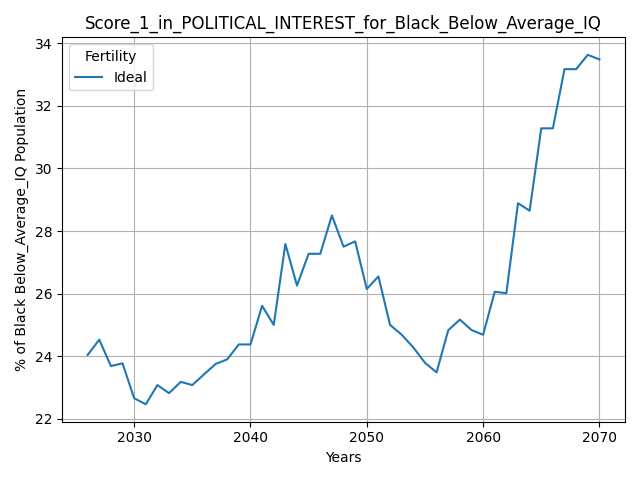 Score_1_in_POLITICAL_INTEREST_for_Black_Below_Average_IQ
Fertility
Ideal
% of Black Below_Average_IQ Population
34
32
30
28
26
24
22
2030
2040
2050
2060
2070
Years